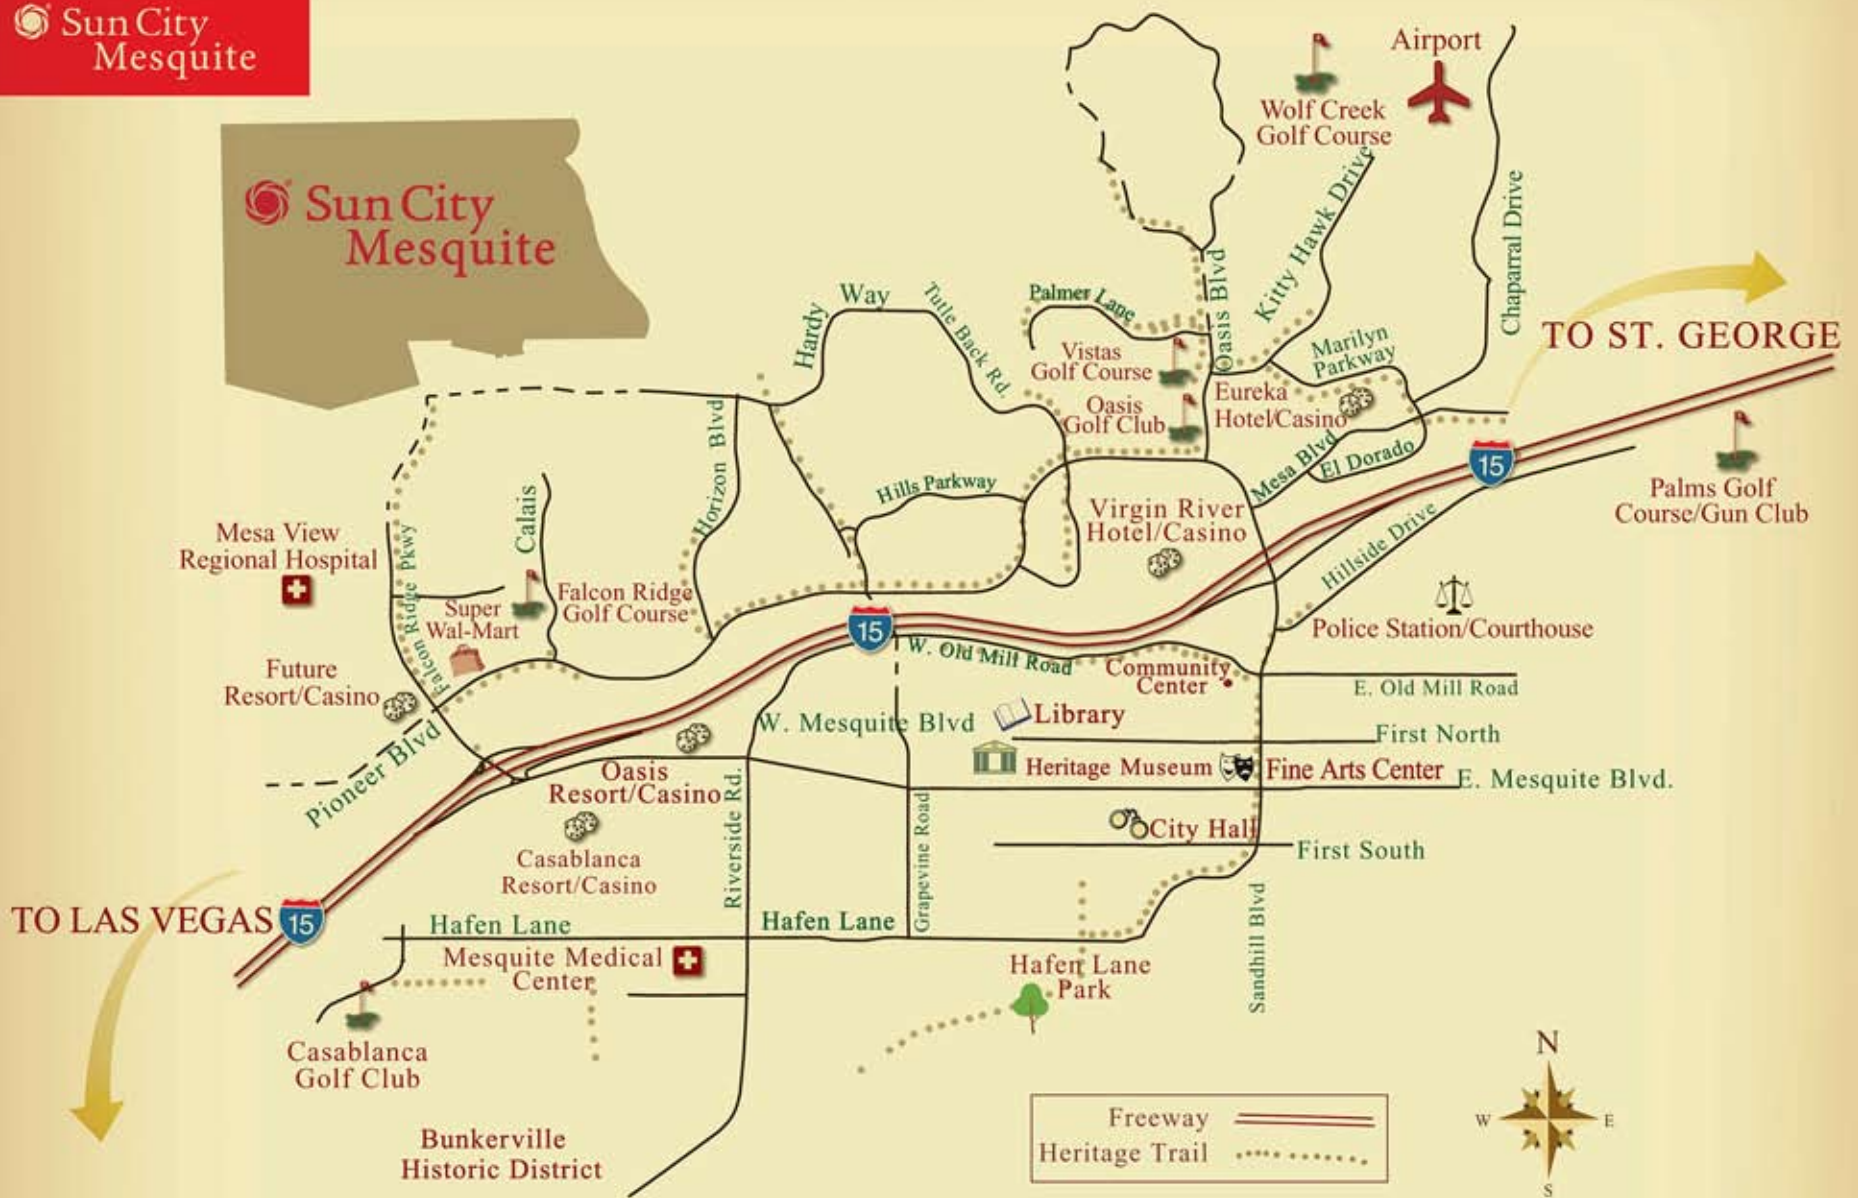 Sun City
Mesquite
Sun City
Mesquite
Airport
Wolf Creek
Golf Course
Kitty Hawk Drive
Chaparral Drive
Oasis Blvd
TO ST. GEORGE
Hardy
Way
Tutle Back Rd.
Palmer Lane
Vistas
Golf Course
Oasis
Golf Club
Marilyn
Parkway
Eureka
Hotel/Casino
Mesa Blvd
El Dorado
15
Palms Golf
Course/Gun Club
Horizon Blvd
Hills Parkway
Virgin River
Hotel/Casino
Hillside Drive
Calais
Mesa View
Regional Hospital
Falcon Ridge Pkwy
Super
Wal-Mart
Falcon Ridge
Golf Course
15
Police Station/Courthouse
W. Old Mill Road
Community
Center
E. Old Mill Road
Future
Resort/Casino
Pioneer Blvd
W. Mesquite Blvd
Library
First North
Oasis
Resort/Casino
Heritage Museum
Fine Arts Center
E. Mesquite Blvd.
Riverside Rd.
Grapevine Road
City Hall
First South
Casablanca
Resort/Casino
TO LAS VEGAS
15
Hafen Lane
Hafen Lane
Sandhill Blvd
Mesquite Medical
Center
Hafen Lane
Park
Casablanca
Golf Club
Bunkerville
Historic District
Freeway
Heritage Trail
N
W
E
S